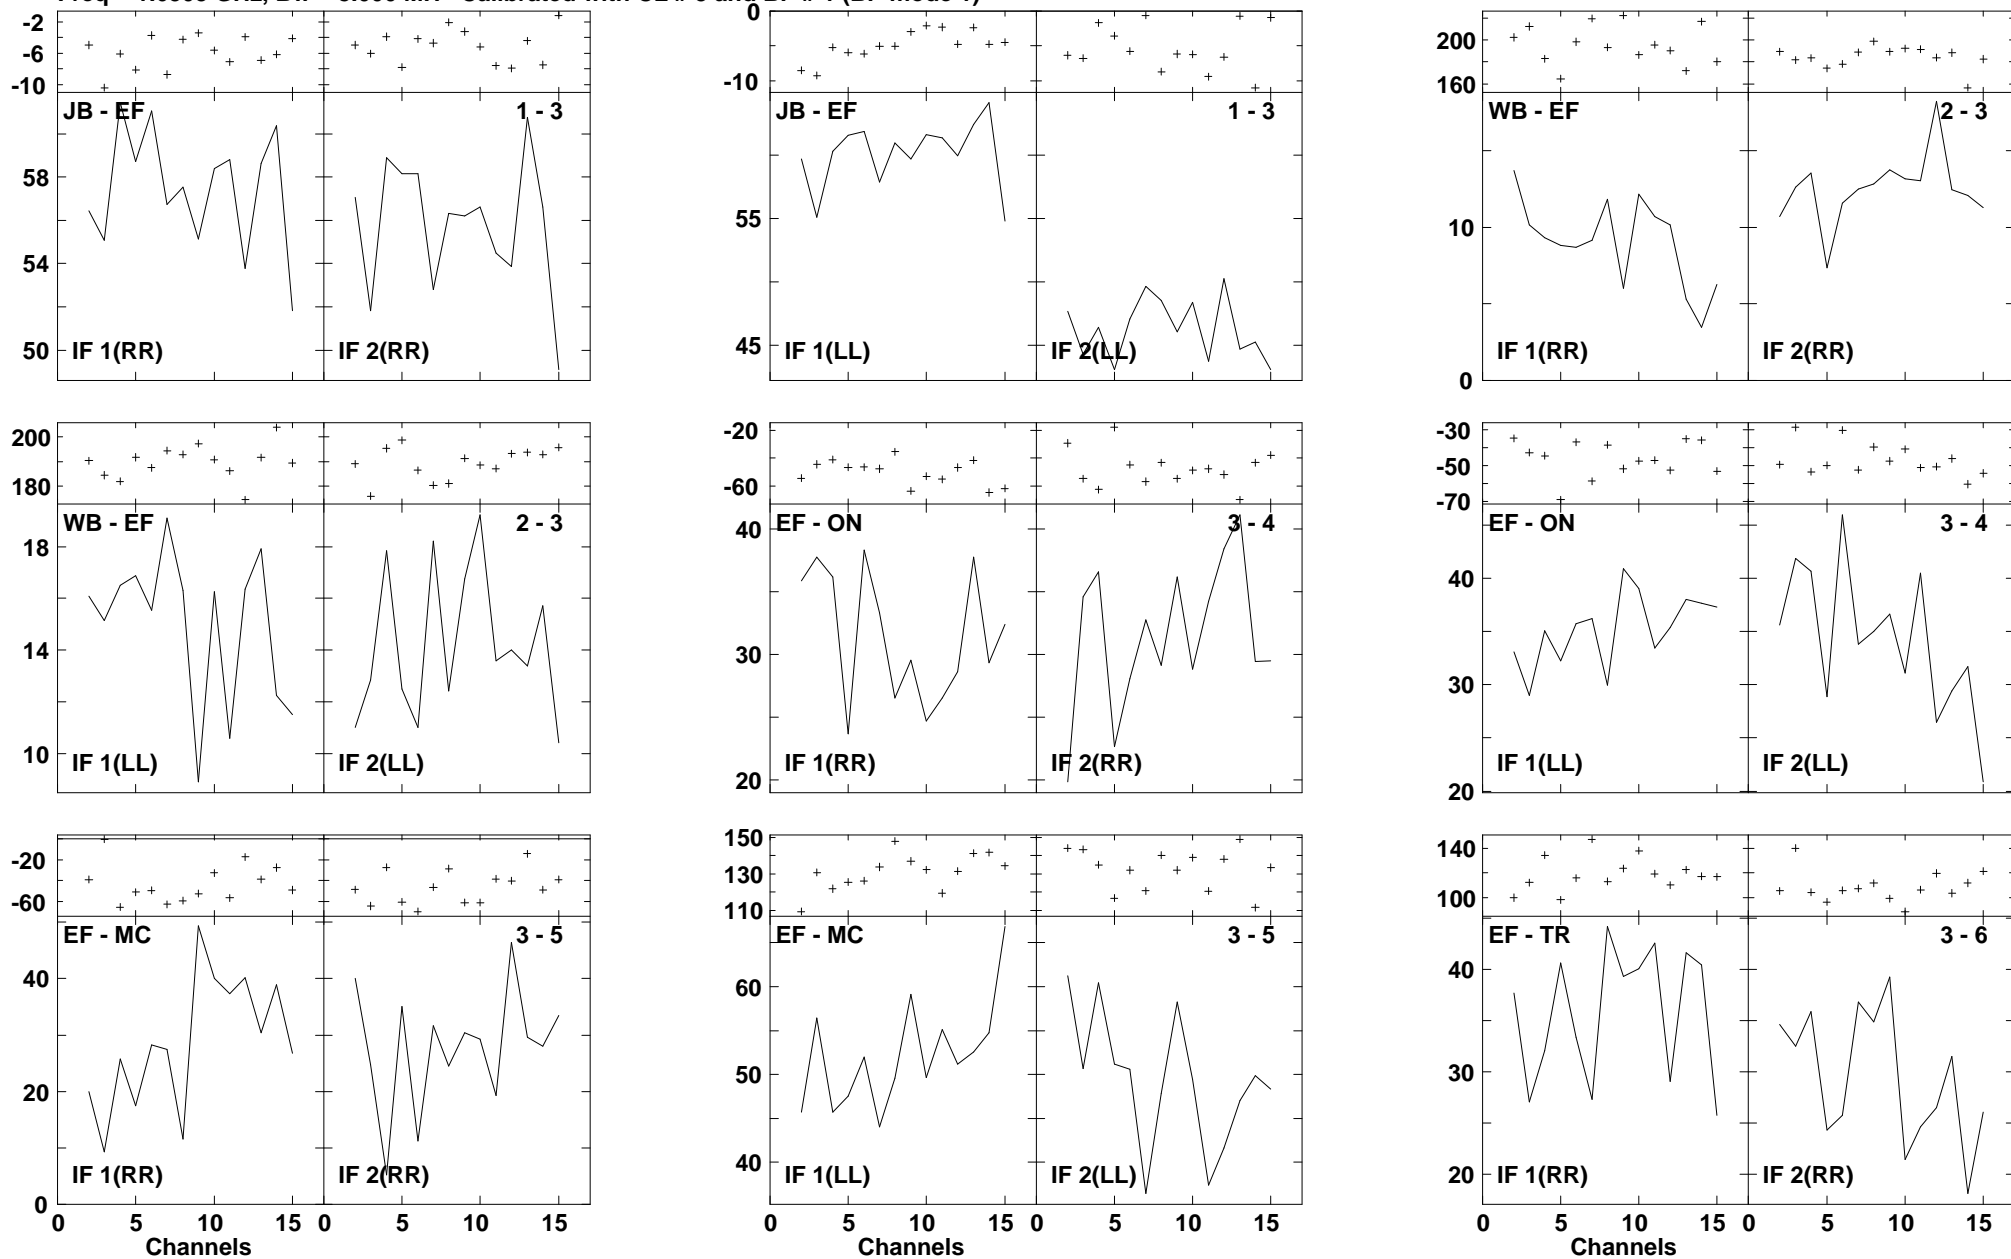 -2
-6
-10
JB - EF
1 - 3
58
54
50
IF 1(RR)
IF 2(RR)
0
-10
JB - EF
1 - 3
55
45
IF 1(LL)
IF 2(LL)
200
160
WB - EF
2 - 3
10
0
IF 1(RR)
IF 2(RR)
200
180
WB - EF
2 - 3
18
14
10
IF 1(LL)
IF 2(LL)
-20
-60
EF - ON
3 - 4
40
30
20
IF 1(RR)
IF 2(RR)
-30
-50
-70
EF - ON
3 - 4
40
30
20
IF 1(LL)
IF 2(LL)
-20
-60
EF - MC
3 - 5
40
20
0
IF 1(RR)
IF 2(RR)
0 5 10 15 0 5 10 15
Channels
150
130
110
EF - MC
3 - 5
60
50
40
IF 1(LL)
IF 2(LL)
0 5 10 15 0 5 10 15
Channels
140
100
EF - TR
3 - 6
40
30
20
IF 1(RR)
IF 2(RR)
0 5 10 15 0 5 10 15
Channels